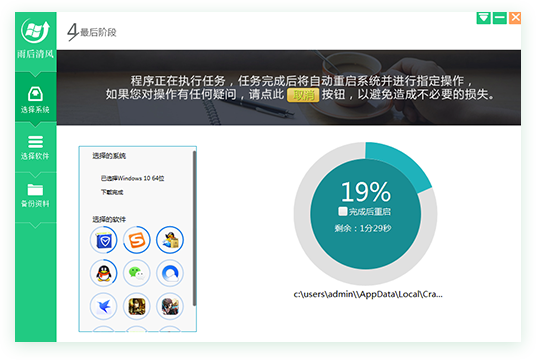 4 最后阶段
雨后清风
选择系统
选择软件
备份资料
程序正在执行任务，任务完成后将自动重启系统并进行指定操作，
如果您对操作有任何疑问，请点此 取消 按钮，以避免造成不必要的损失。
选择的系统
已选择Windows 10 64位
下载完成
选择的软件
19%
完成后重启
剩余：1分29秒
c:\users\admin\\AppData\Local\Cra...